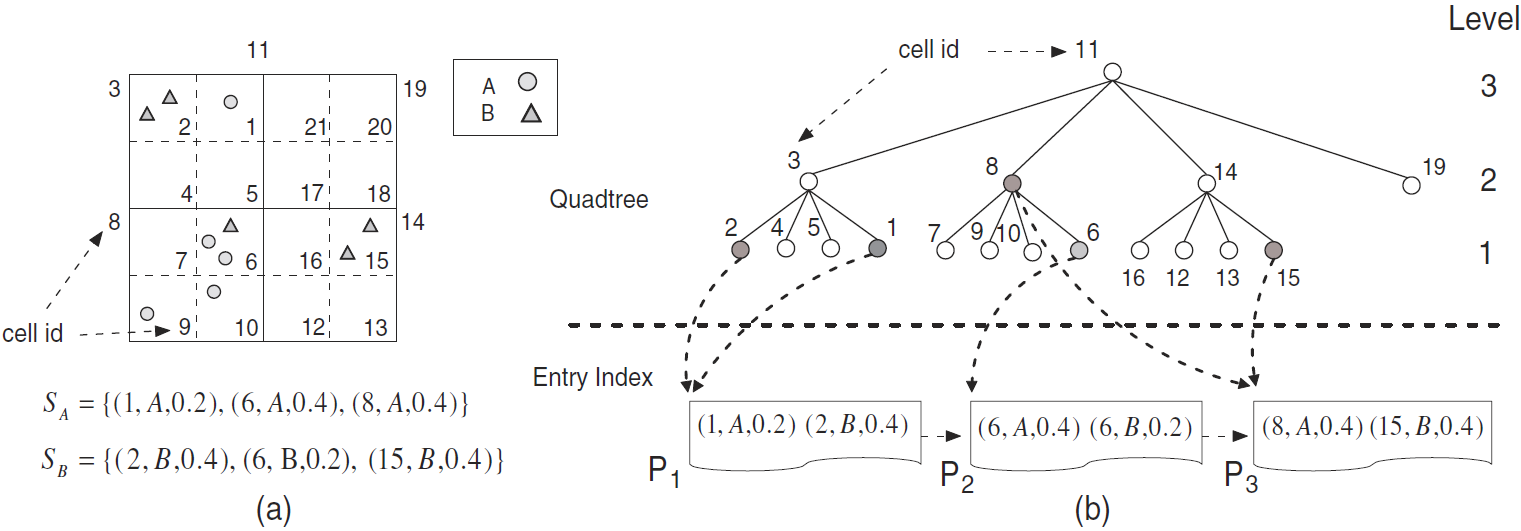 11
3
19
A
B
2 1 21 20
4 5 17 18
8
14
7 6 16 15
cell id
9 10 12 13
S_A = {(1, A,0.2), (6, A,0.4), (8, A,0.4)}
S_B = {(2, B,0.4), (6, B,0.2), (15, B,0.4)}
(a)
Level
cell id
11
3
3
8
14
19
2
Quadtree
2 4 5 1
7 9 10 6
16 12 13 15
1
Entry Index
(1, A,0.2) (2, B,0.4)
(6, A,0.4) (6, B,0.2)
(8, A,0.4) (15, B,0.4)
P1
P2
P3
(b)